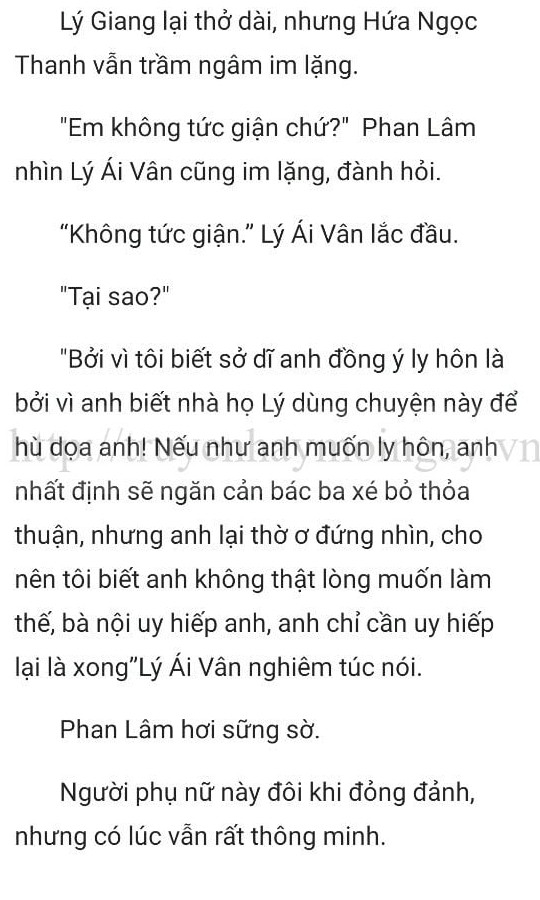 Lý Giang lại thở dài, nhưng Hứa Ngọc
Thanh vẫn trầm ngâm im lặng.
"Em không tức giận chứ?" Phan Lâm
nhìn Lý Ái Vân cũng im lặng, đành hỏi.
“Không tức giận.” Lý Ái Vân lắc đầu.
"Tại sao?"
"Bởi vì tôi biết sở dĩ anh đồng ý ly hôn là
bởi vì anh biết nhà họ Lý dùng chuyện này để
hù dọa anh! Nếu như anh muốn ly hôn, anh
http://truyenhaymoingay.vn
nhất định sẽ ngăn cản bác ba xé bỏ thỏa
thuận, nhưng anh lại thờ ơ đứng nhìn, cho
nên tôi biết anh không thật lòng muốn làm
thế, bà nội uy hiếp anh, anh chỉ cần uy hiếp
lại là xong”Lý Ái Vân nghiêm túc nói.
Phan Lâm hơi sững sờ.
Người phụ nữ này đôi khi đỏng đảnh,
nhưng có lúc vẫn rất thông minh.